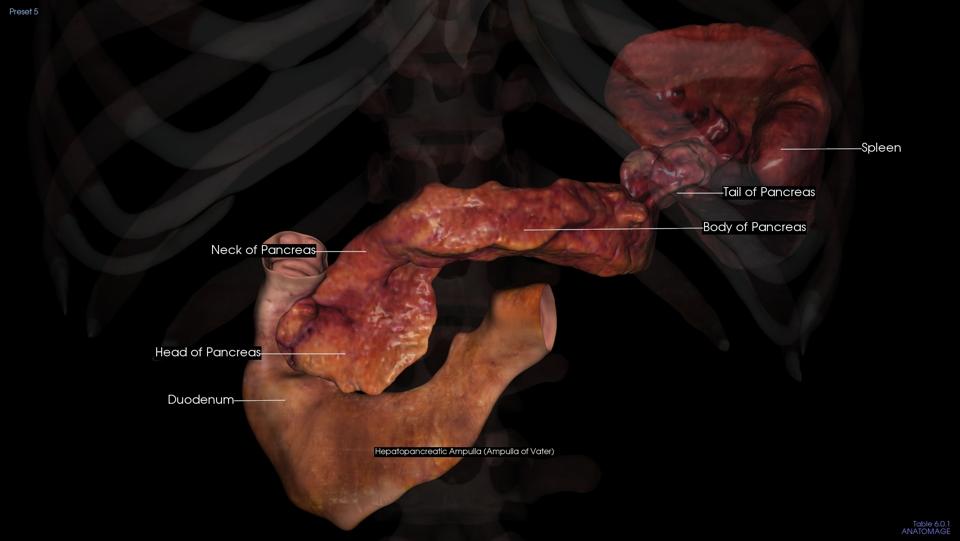 Preset 5
Spleen
Tail of Pancreas
Body of Pancreas
Neck of Pancreas
Head of Pancreas
Duodenum
Hepatopancreatic Ampulla (Ampulla of Vater)
Table 6.0.1
ANATOMAGE